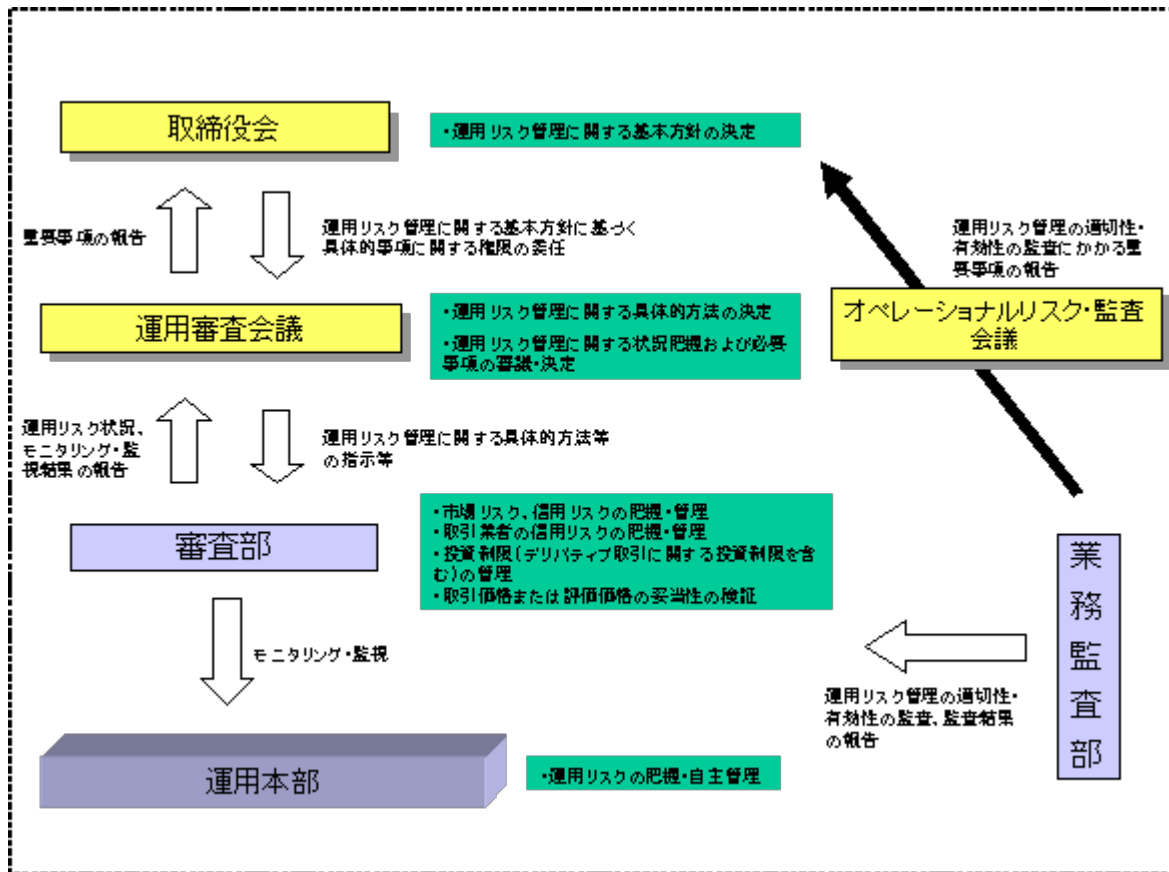 取締役会
・運用リスク管理に関する基本方針の決定
重要事項の報告
運用リスク管理に関する基本方針に基づく
具体的事項に関する権限の委任
運用リスク管理の適切性・
有効性の監査にかかる重
要事項の報告
運用審査会議
・運用リスク管理に関する具体的方法の決定
・運用リスク管理に関する状況把握および必要
事項の審議・決定
オペレーショナルリスク・監査
会議
運用リスク状況、
モニタリング・監
視結果の報告
運用リスク管理に関する具体的方法等
の指示等
審査部
・市場リスク、信用リスクの把握・管理
・取引業者の信用リスクの把握・管理
・投資制限(デリバティブ取引に関する投資制限を含
む)の管理
・取引価格または評価価格の妥当性の検証
業務監査部
モニタリング・監視
運用リスク管理の適切性・
有効性の監査、監査結果
の報告
運用本部
・運用リスクの把握・自主管理